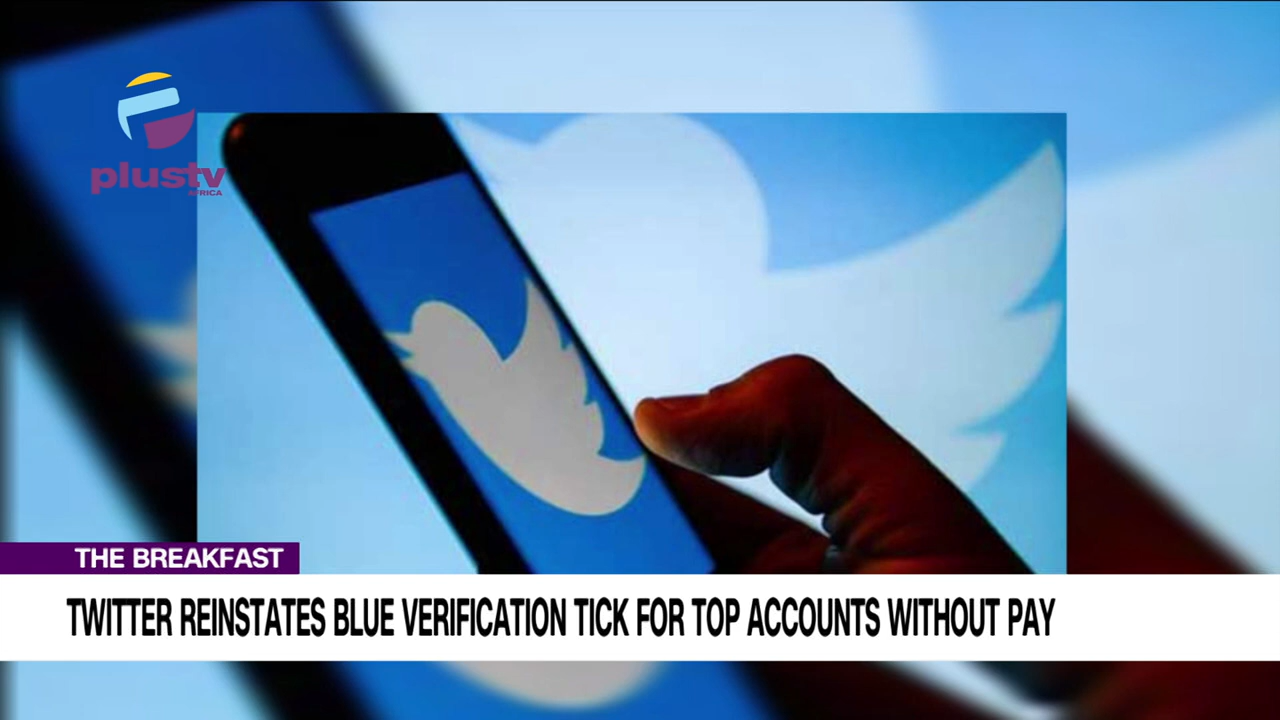 plustv
AFRICA
THE BREAKFAST
TWITTER REINSTATES BLUE VERIFICATION TICK FOR TOP ACCOUNTS WITHOUT PAY